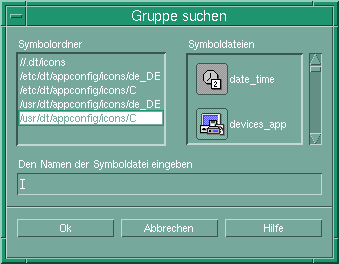 Gruppe suchen
Symbolordner
//.dt/icons
/etc/dt/appconfig/icons/de_DE
/etc/dt/appconfig/icons/C
/usr/dt/appconfig/icons/de_DE
/usr/dt/appconfig/icons/C
Symboldateien
2
date_time
devices_app
Den Namen der Symboldatei eingeben
Ok
Abbrechen
Hilfe